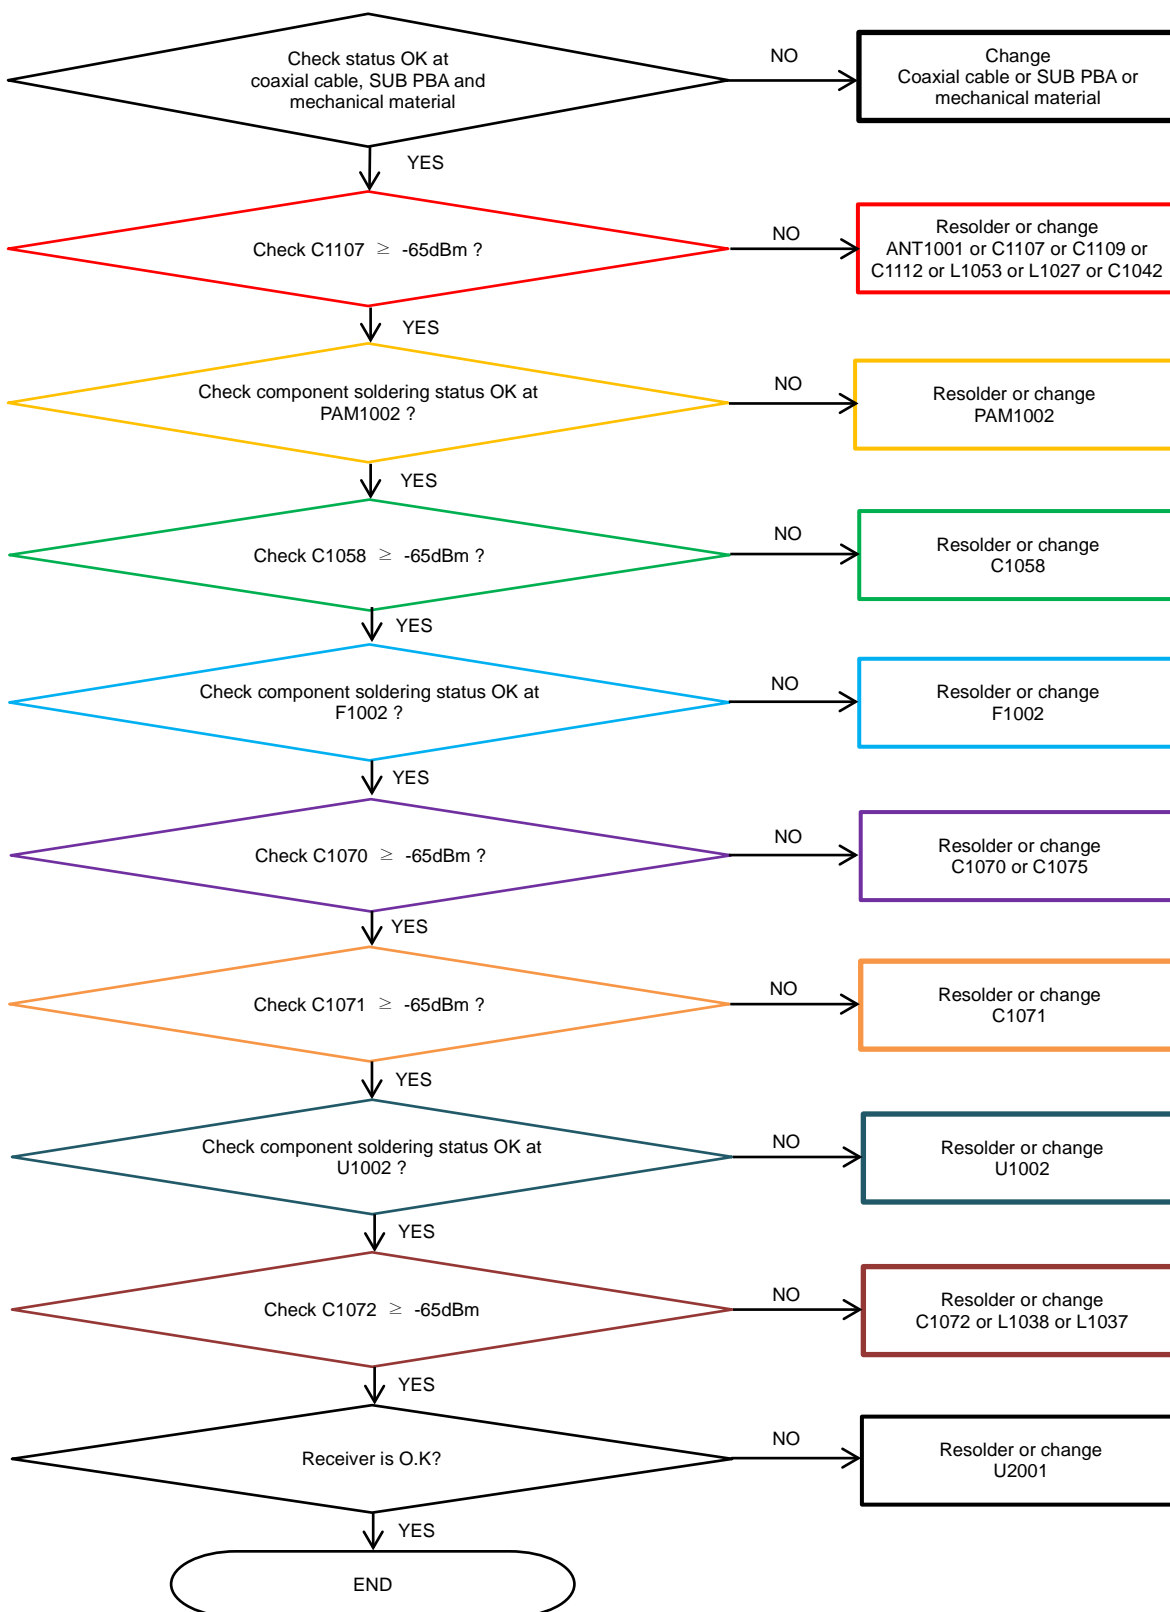 Check status OK at
coaxial cable, SUB PBA and
mechanical material
NO
Change
Coaxial cable or SUB PBA or
mechanical material
YES
Check C1107 ≥ -65dBm ?
NO
Resolder or change
ANT1001 or C1107 or C1109 or
C1112 or L1053 or L1027 or C1042
YES
Check component soldering status OK at
PAM1002 ?
NO
Resolder or change
PAM1002
YES
Check C1058 ≥ -65dBm ?
NO
Resolder or change
C1058
YES
Check component soldering status OK at
F1002 ?
NO
Resolder or change
F1002
YES
Check C1070 ≥ -65dBm ?
NO
Resolder or change
C1070 or C1075
YES
Check C1071 ≥ -65dBm ?
NO
Resolder or change
C1071
YES
Check component soldering status OK at
U1002 ?
NO
Resolder or change
U1002
YES
Check C1072 ≥ -65dBm
NO
Resolder or change
C1072 or L1038 or L1037
YES
Receiver is O.K?
NO
Resolder or change
U2001
YES
END